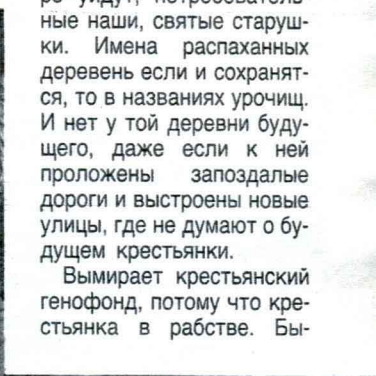 уйдут,
ные наши, святые старуш-
ки. Имена распаханных
деревень если и сохранят-
ся, то в названиях урочищ.
И нет у той деревни буду-
щего, даже если к ней
проложены запоздалые
дороги и выстроены новые
улицы, где не думают о бу-
дущем крестьянки.
Вымирает крестьянский
генофонд, потому что кре-
стьянка в рабстве. Бы-